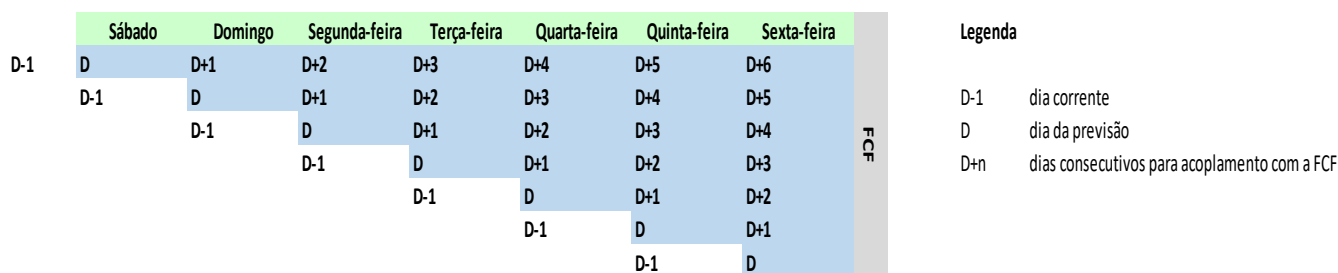 Sábado Domingo Segunda-feira Terça-feira Quarta-feira Quinta-feira Sexta-feira Legenda
D-1 D D+1 D+2 D+3 D+4 D+5 D+6
D-1 D D+1 D+2 D+3 D+4 D+5 D-1 dia corrente
D-1 D D+1 D+2 D+3 D+4 D dia da previsão
D-1 D D+1 D+2 D+3 D+n dias consecutivos para acoplamento com a FCF
D-1 D D+1 D+2
D-1 D D+1
D-1 D
FCF